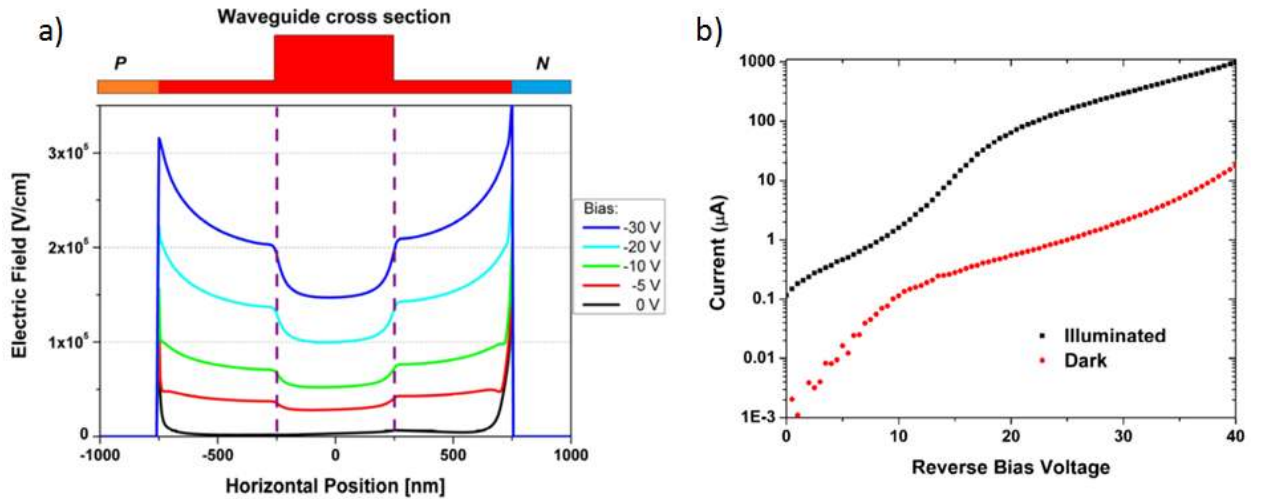 a)
Waveguide cross section
P
N
Electric Field [V/cm]
3x10⁵
2x10⁵
1x10⁵
0
-1000
-500
0
500
1000
Horizontal Position [nm]
Bias:
-30 V
-20 V
-10 V
-5 V
0 V
b)
Current (μA)
1000
100
10
1
0.1
0.01
1E-3
Illuminated
Dark
0
10
20
30
40
Reverse Bias Voltage